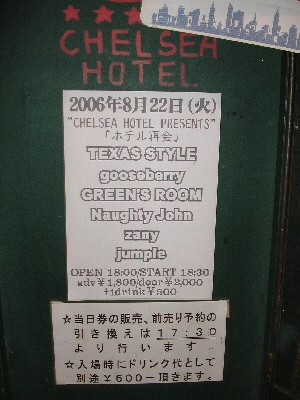 ★★★★
CHELSEA
HOTEL
2006年8月22日(火)
"CHELSEA HOTEL PRESENTS"
「ホテル再会」
TEXAS STYLE
gooseberry
GREEN'S ROOM
Naughty John
zany
jumple
OPEN 18:00/START 18:30
adv¥1,800/door¥2,000
+1drink¥500
☆当日券の販売、前売り予約の
引き換えは17:30
より行います。
☆入場時にドリンク代として
別途¥500-頂きます。